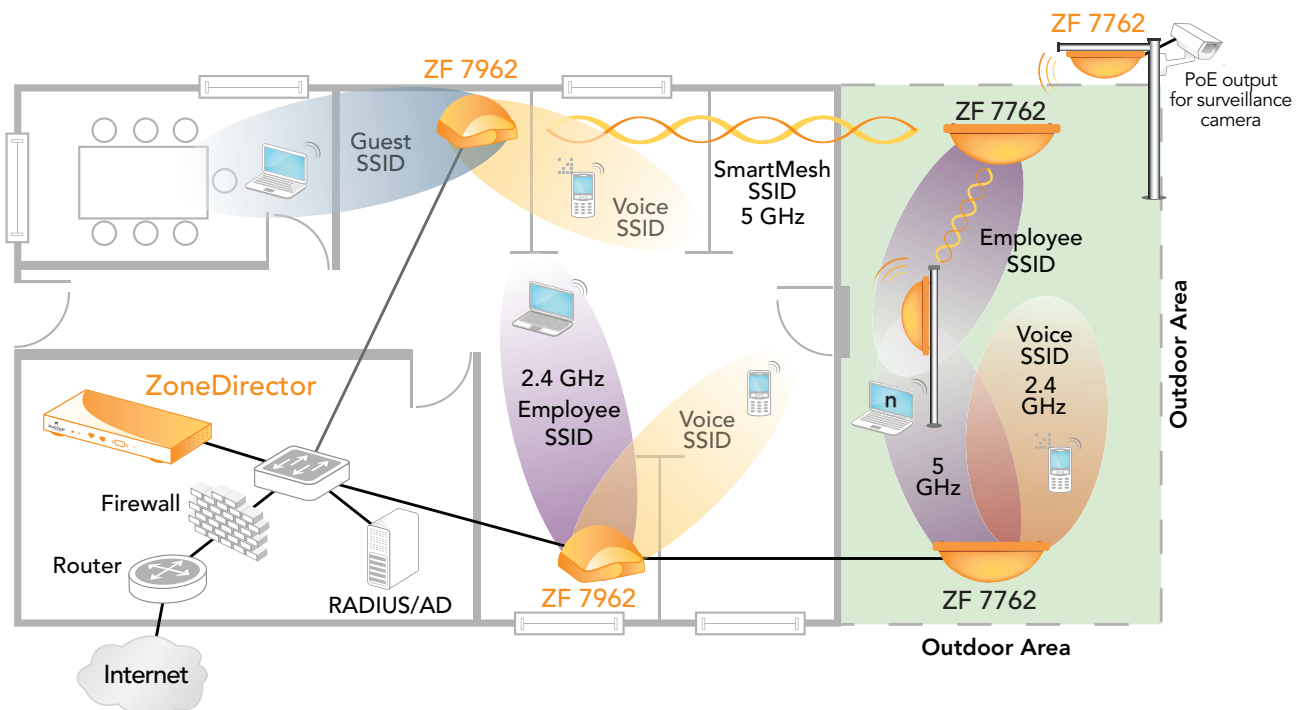 ZF 7762
PoE output
for surveillance
camera
ZF 7962
ZF 7762
Guest
SSID
SmartMesh
SSID
5 GHz
Voice
SSID
Employee
SSID
Voice
SSID
2.4
GHz
Outdoor Area
ZoneDirector
2.4 GHz
Employee
SSID
Voice
SSID
n
5
GHz
Firewall
Router
RADIUS/AD
ZF 7962
ZF 7762
Outdoor Area
Internet